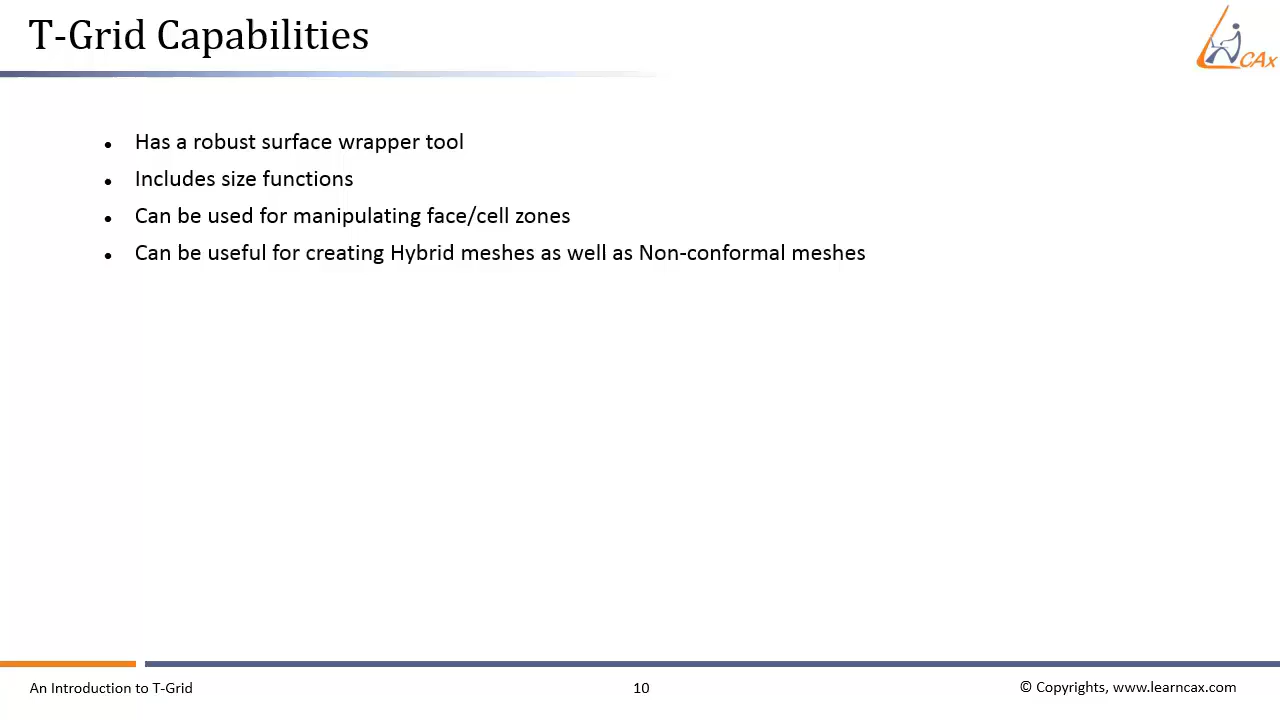 T-Grid Capabilities
CAx
• Has a robust surface wrapper tool
• Includes size functions
• Can be used for manipulating face/cell zones
• Can be useful for creating Hybrid meshes as well as Non-conformal meshes
An Introduction to T-Grid
10
© Copyrights, www.learncax.com